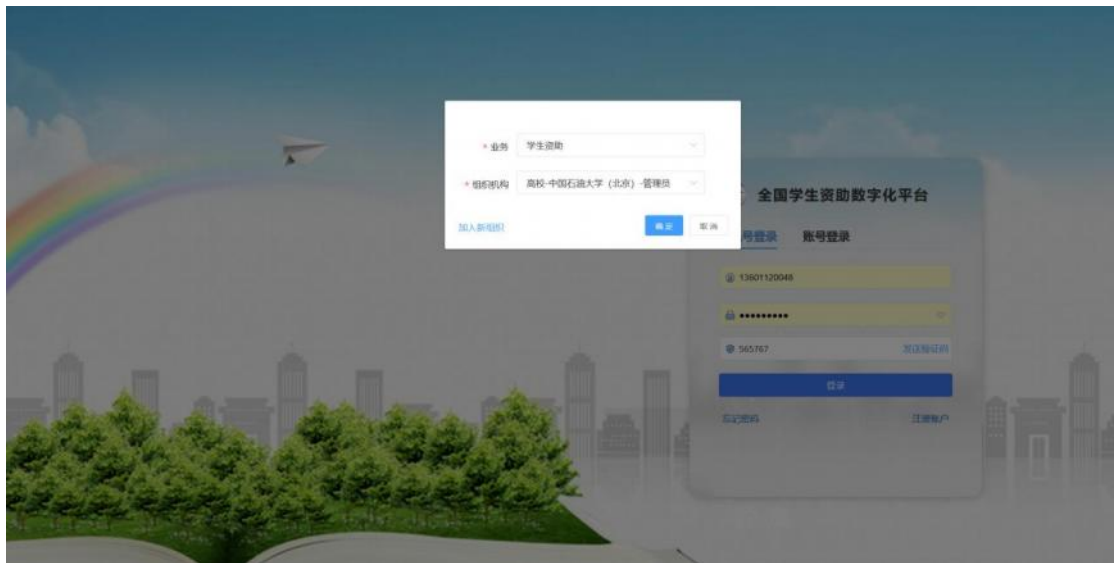 * 业务 学生资助
* 组织机构 高校-中国石油大学（北京）-管理员
加入新组织 确定 取消
全国学生资助数字化平台
号登录 账号登录
13601120048
•••••••••
565767 发送验证码
登录
忘记密码 注册账户